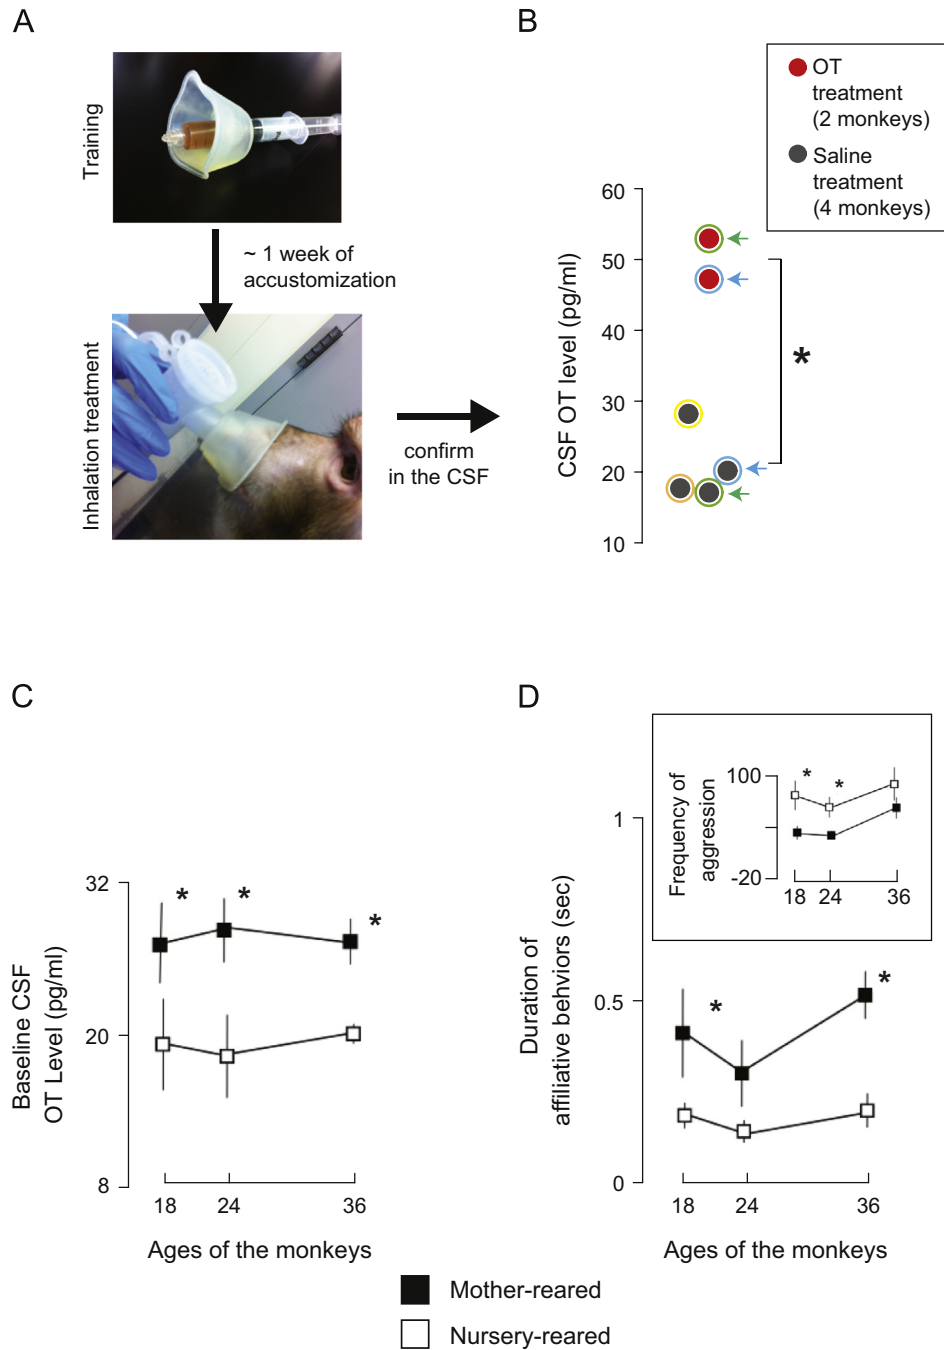 A
Training
~ 1 week of
accustomization
Inhalation treatment
confirm
in the CSF
B
OT
treatment
(2 monkeys)
Saline
treatment
(4 monkeys)
CSF OT level (pg/ml)
60
50
40
30
20
10
*
C
Baseline CSF
OT Level (pg/ml)
32
20
8
* * *
18 24 36
Ages of the monkeys
D
Duration of
affiliative behviors (sec)
1
0.5
0
* *
18 24 36
Ages of the monkeys
Frequency of
aggression
100
-20
* *
18 24 36
Mother-reared
Nursery-reared